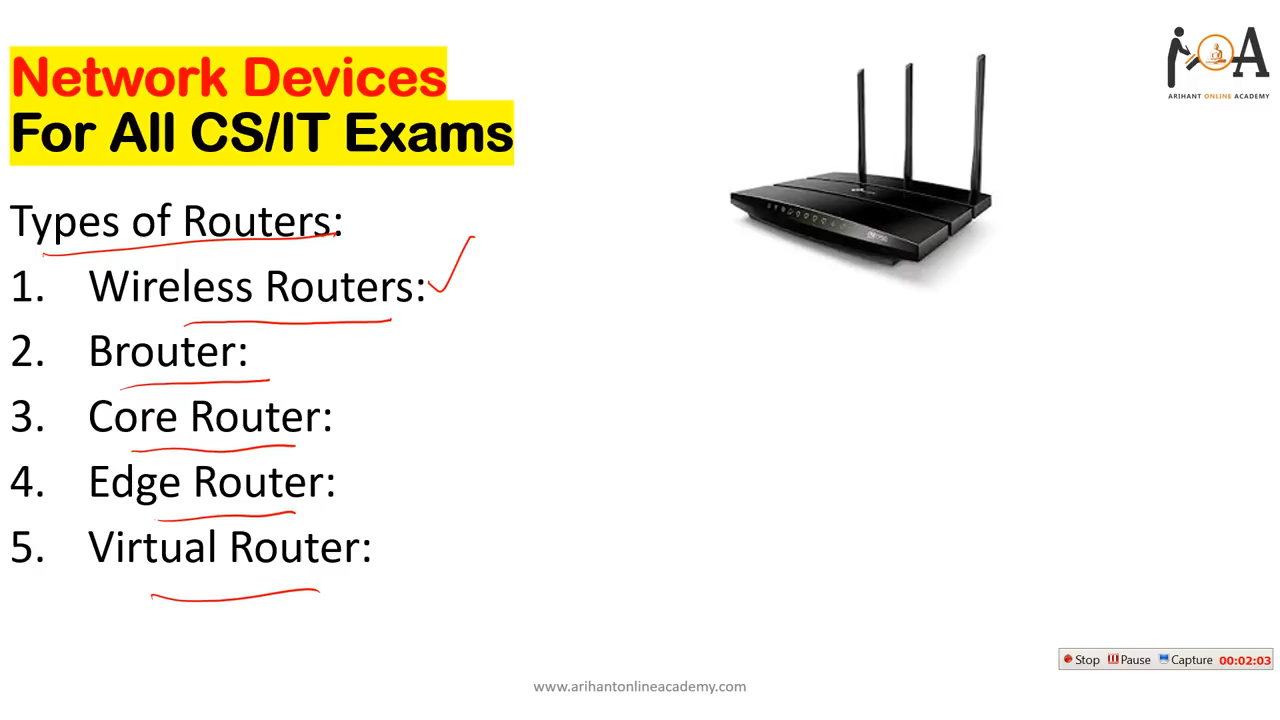 Network Devices
For All CS/IT Exams
ARIHANT ONLINE ACADEMY
Types of Routers:
1. Wireless Routers:
2. Brouter:
3. Core Router:
4. Edge Router:
5. Virtual Router:
Stop Pause Capture 00:02:03
www.arihantonlineacademy.com